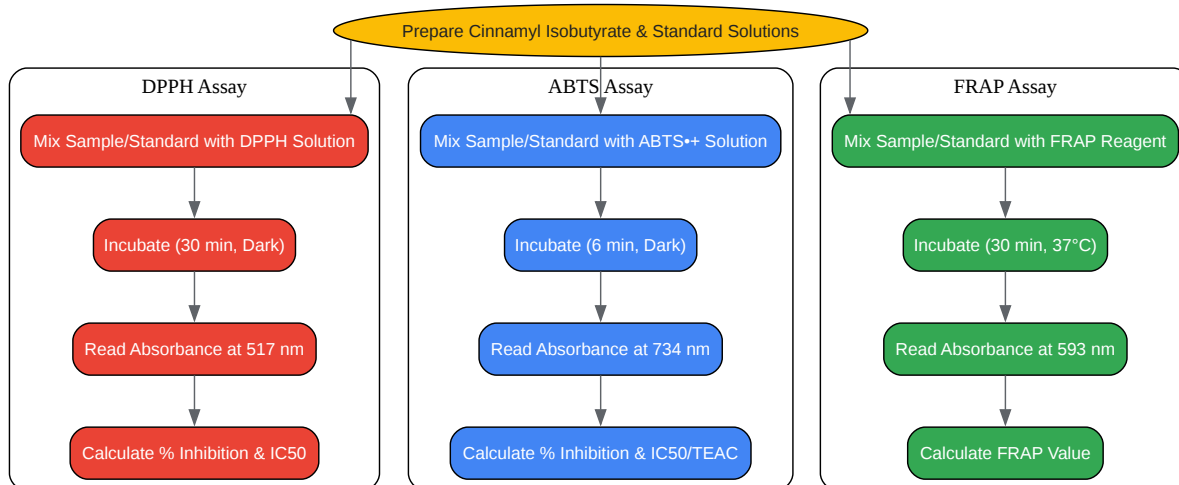 Prepare Cinnamyl Isobutyrate & Standard Solutions
DPPH Assay
Mix Sample/Standard with DPPH Solution
Incubate (30 min, Dark)
Read Absorbance at 517 nm
Calculate % Inhibition & IC50
ABTS Assay
Mix Sample/Standard with ABTS•+ Solution
Incubate (6 min, Dark)
Read Absorbance at 734 nm
Calculate % Inhibition & IC50/TEAC
FRAP Assay
Mix Sample/Standard with FRAP Reagent
Incubate (30 min, 37°C)
Read Absorbance at 593 nm
Calculate FRAP Value